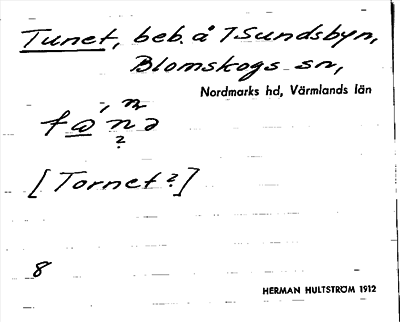 Tunet, beb. å 7 Sundsbyn,
Blomskogs sn,
Nordmarks hd, Värmlands län
[Tornet?]
8
HERMAN HULTSTRÖM 1912